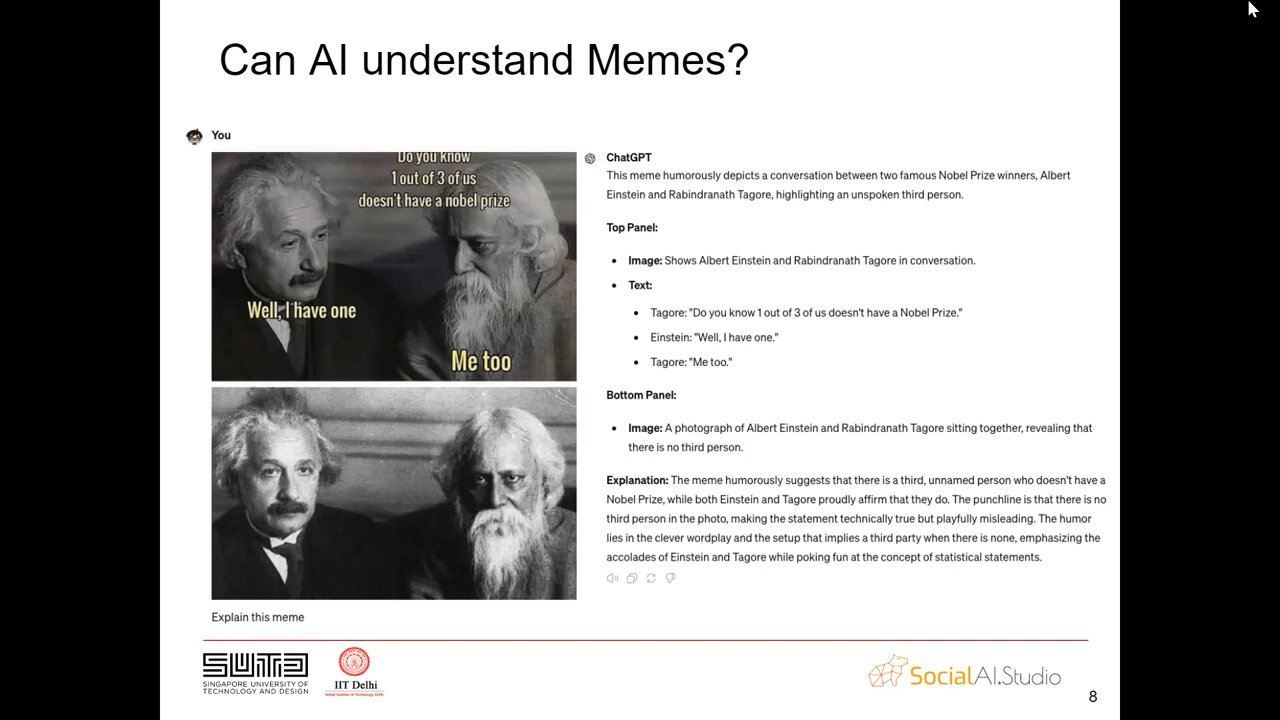 Can AI understand Memes?
You
Do you know
1 out of 3 of us
doesn't have a nobel prize
Well, I have one
Me too
Explain this meme
ChatGPT
This meme humorously depicts a conversation between two famous Nobel Prize winners, Albert
Einstein and Rabindranath Tagore, highlighting an unspoken third person.
Top Panel:
• Image: Shows Albert Einstein and Rabindranath Tagore in conversation.
• Text:
• Tagore: "Do you know 1 out of 3 of us doesn't have a Nobel Prize."
• Einstein: "Well, I have one."
• Tagore: "Me too."
Bottom Panel:
• Image: A photograph of Albert Einstein and Rabindranath Tagore sitting together, revealing that
there is no third person.
Explanation: The meme humorously suggests that there is a third, unnamed person who doesn't have a
Nobel Prize, while both Einstein and Tagore proudly affirm that they do. The punchline is that there is no
third person in the photo, making the statement technically true but playfully misleading. The humor
lies in the clever wordplay and the setup that implies a third party when there is none, emphasizing the
accolades of Einstein and Tagore while poking fun at the concept of statistical statements.
SUTD
SINGAPORE UNIVERSITY OF
TECHNOLOGY AND DESIGN
IIT Delhi
Indian Institute of Technology Delhi
SocialAI.Studio
8